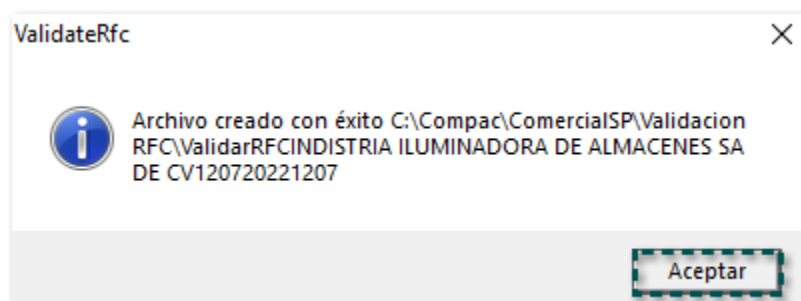 ValidateRfc
Archivo creado con éxito C:\Compac\ComercialSP\Validacion
RFC\ValidarRFCINDISTRIA ILUMINADORA DE ALMACENES SA
DE CV120720221207
Aceptar